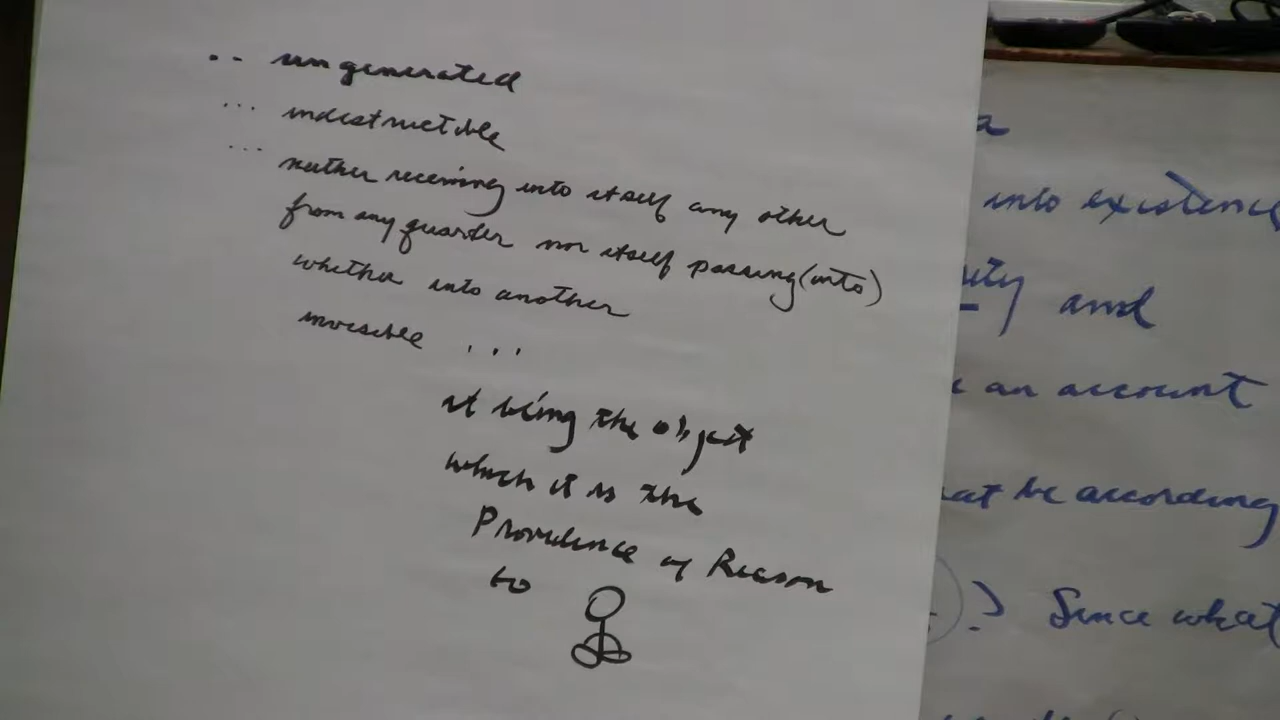 .. ungenerated
... indestructible
... neither receiving into itself any other
from any quarter nor itself passing (into)
whither into another
invisible ...
it being the object
which it is the
Providence of Reason
to
a
into existence
ity and
an account
at be according
? Since what